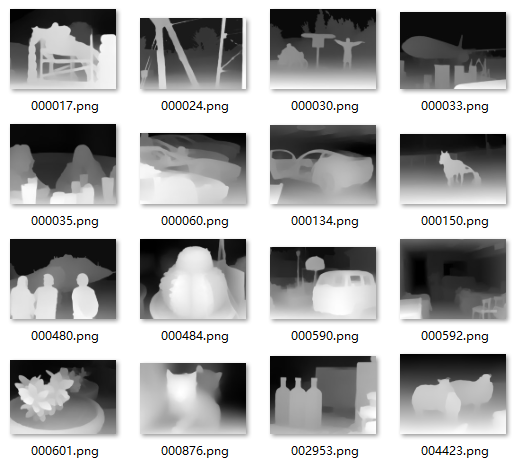 000017.png 000024.png 000030.png 000033.png
000035.png 000060.png 000134.png 000150.png
000480.png 000484.png 000590.png 000592.png
000601.png 000876.png 002953.png 004423.png